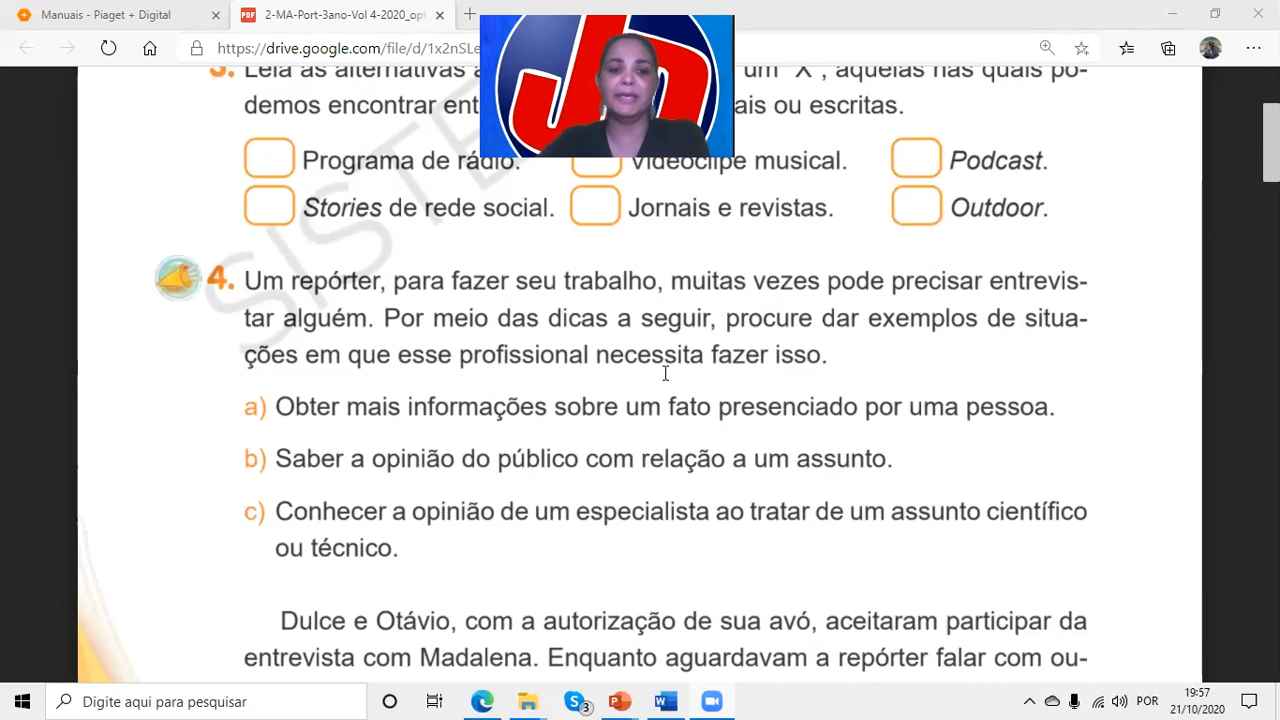 Manuais - Piaget + Digital
PDF 2-MA-Port-3ano-Vol 4-2020_opt
https://drive.google.com/file/d/1x2nSLe
3. Leia as alternativas a um "X", aquelas nas quais po-
demos encontrar ais ou escritas.
Programa de rádio. Videoclipe musical. Podcast.
Stories de rede social. Jornais e revistas. Outdoor.
SISTE
4. Um repórter, para fazer seu trabalho, muitas vezes pode precisar entrevis-
tar alguém. Por meio das dicas a seguir, procure dar exemplos de situa-
ções em que esse profissional necessita fazer isso.
a) Obter mais informações sobre um fato presenciado por uma pessoa.
b) Saber a opinião do público com relação a um assunto.
c) Conhecer a opinião de um especialista ao tratar de um assunto científico
ou técnico.
Dulce e Otávio, com a autorização de sua avó, aceitaram participar da
entrevista com Madalena. Enquanto aguardavam a repórter falar com ou-
Digite aqui para pesquisar
3
POR
19:57
21/10/2020